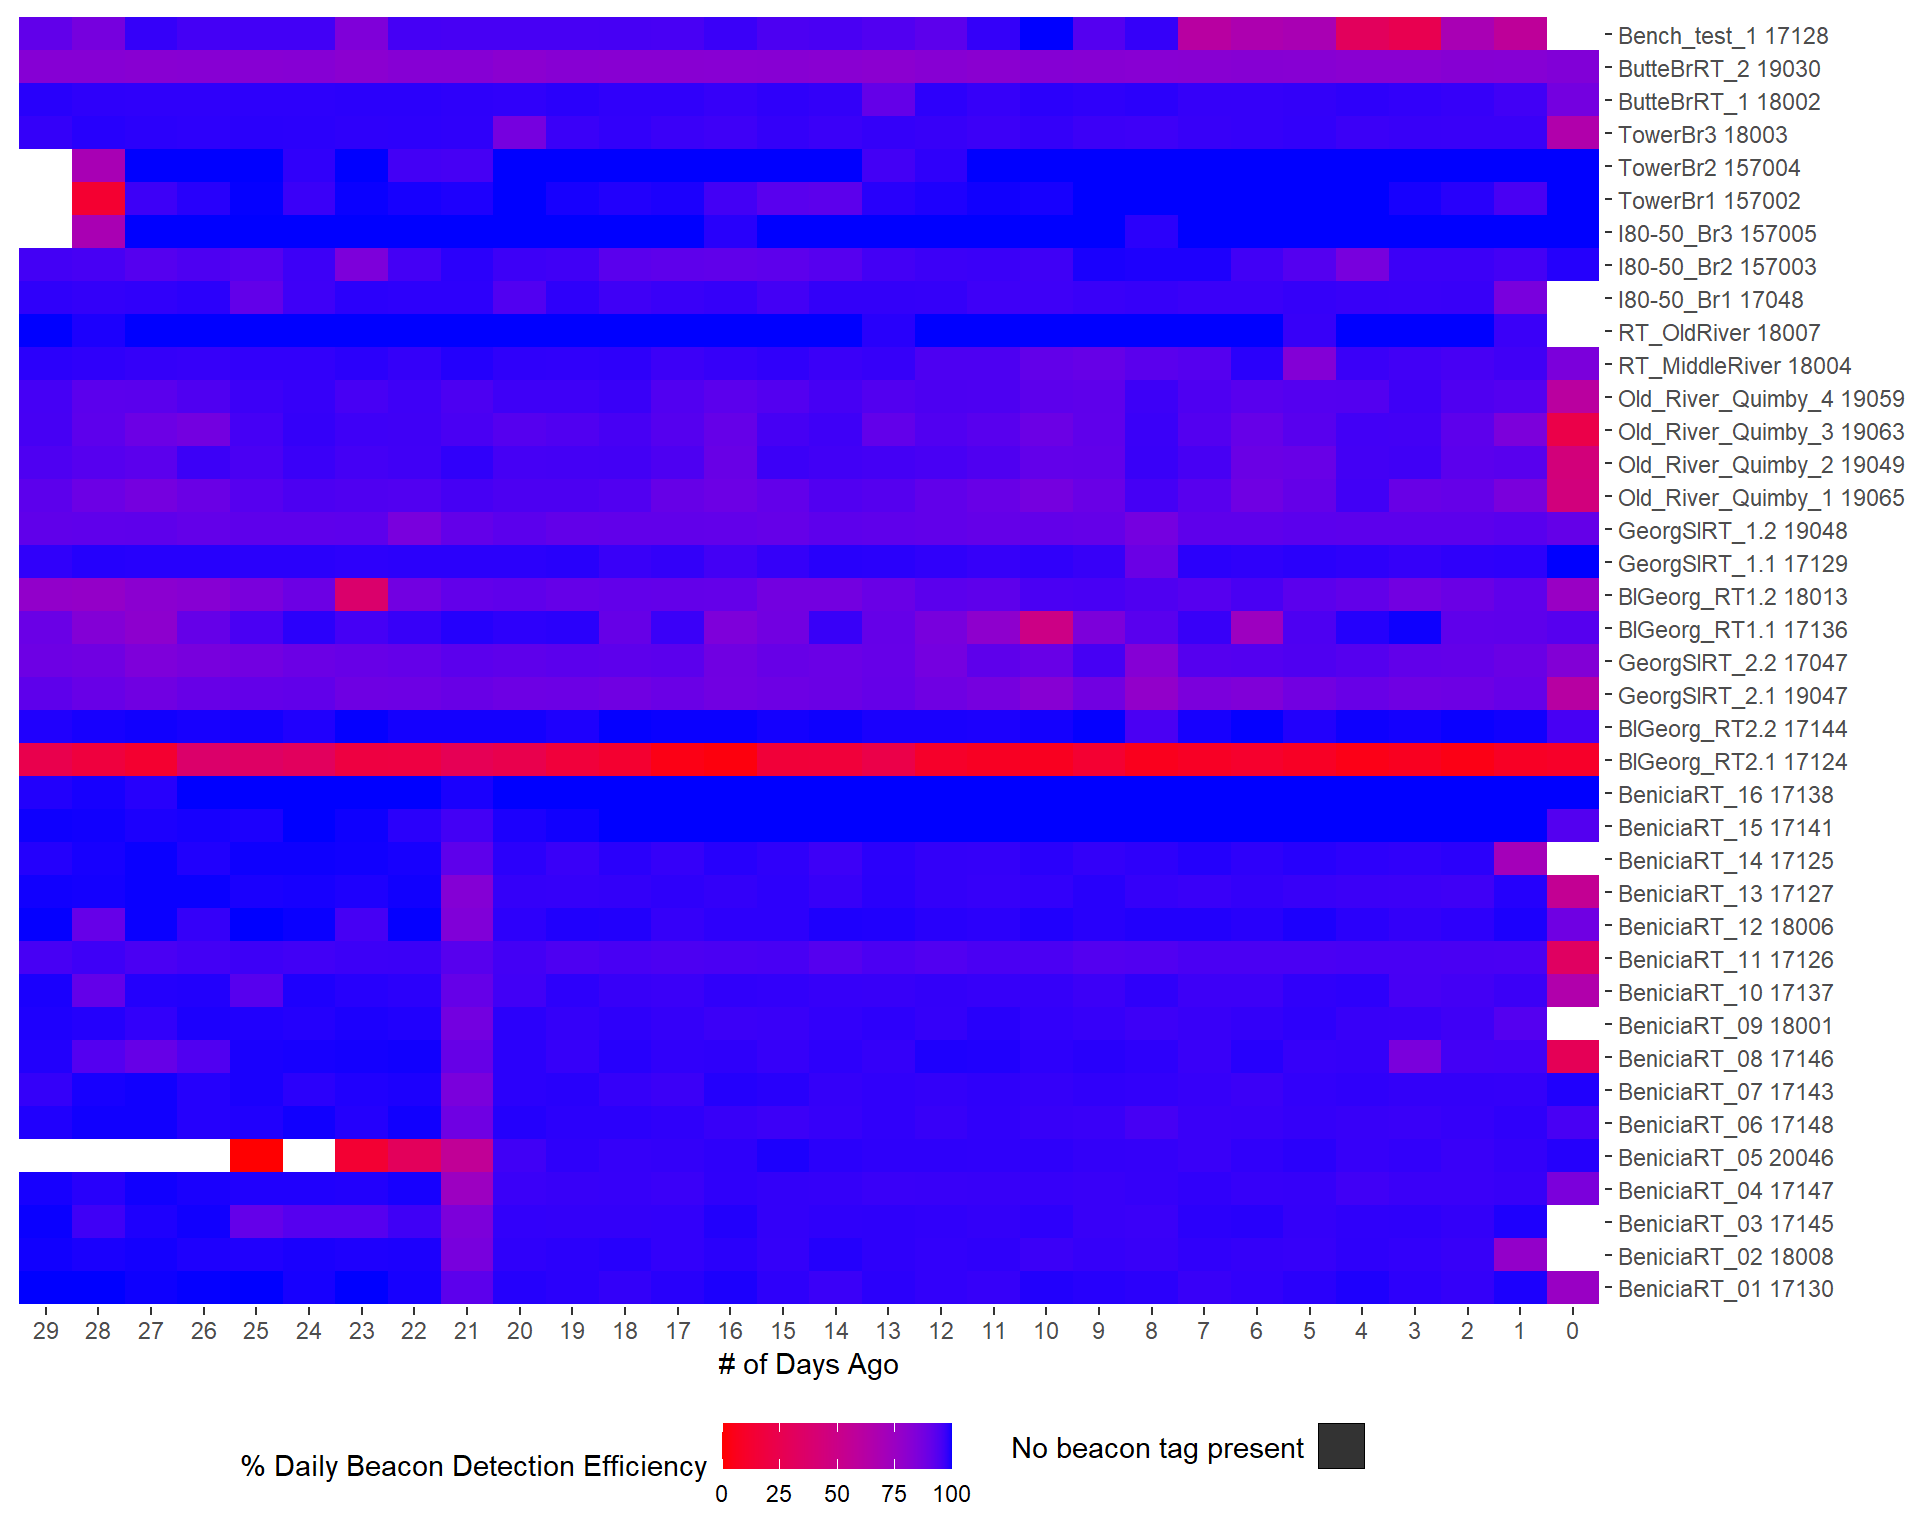 Bench_test_1 17128
ButteBrRT_2 19030
ButteBrRT_1 18002
TowerBr3 18003
TowerBr2 157004
TowerBr1 157002
I80-50_Br3 157005
I80-50_Br2 157003
I80-50_Br1 17048
RT_OldRiver 18007
RT_MiddleRiver 18004
Old_River_Quimby_4 19059
Old_River_Quimby_3 19063
Old_River_Quimby_2 19049
Old_River_Quimby_1 19065
GeorgSlRT_1.2 19048
GeorgSlRT_1.1 17129
BlGeorg_RT1.2 18013
BlGeorg_RT1.1 17136
GeorgSlRT_2.2 17047
GeorgSlRT_2.1 19047
BlGeorg_RT2.2 17144
BlGeorg_RT2.1 17124
BeniciaRT_16 17138
BeniciaRT_15 17141
BeniciaRT_14 17125
BeniciaRT_13 17127
BeniciaRT_12 18006
BeniciaRT_11 17126
BeniciaRT_10 17137
BeniciaRT_09 18001
BeniciaRT_08 17146
BeniciaRT_07 17143
BeniciaRT_06 17148
BeniciaRT_05 20046
BeniciaRT_04 17147
BeniciaRT_03 17145
BeniciaRT_02 18008
BeniciaRT_01 17130
29 28 27 26 25 24 23 22 21 20 19 18 17 16 15 14 13 12 11 10 9 8 7 6 5 4 3 2 1 0
# of Days Ago
% Daily Beacon Detection Efficiency
0 25 50 75 100
No beacon tag present